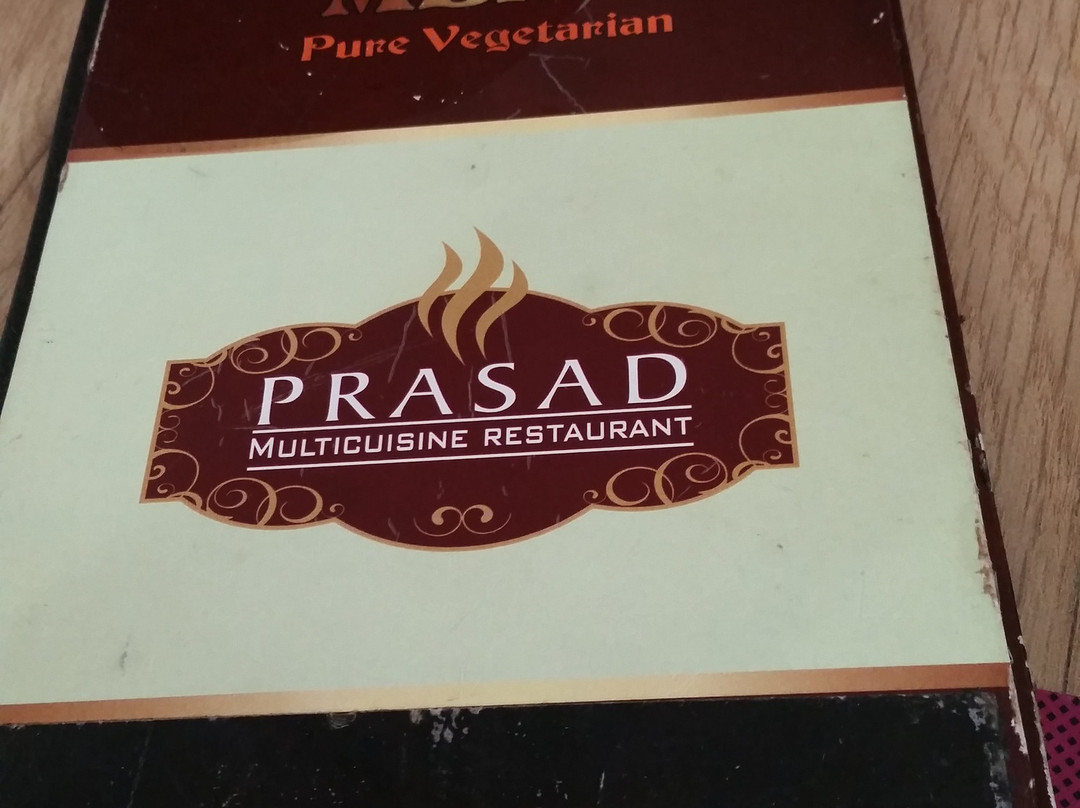 Pure Vegetarian
PRASAD
MULTICUISINE RESTAURANT